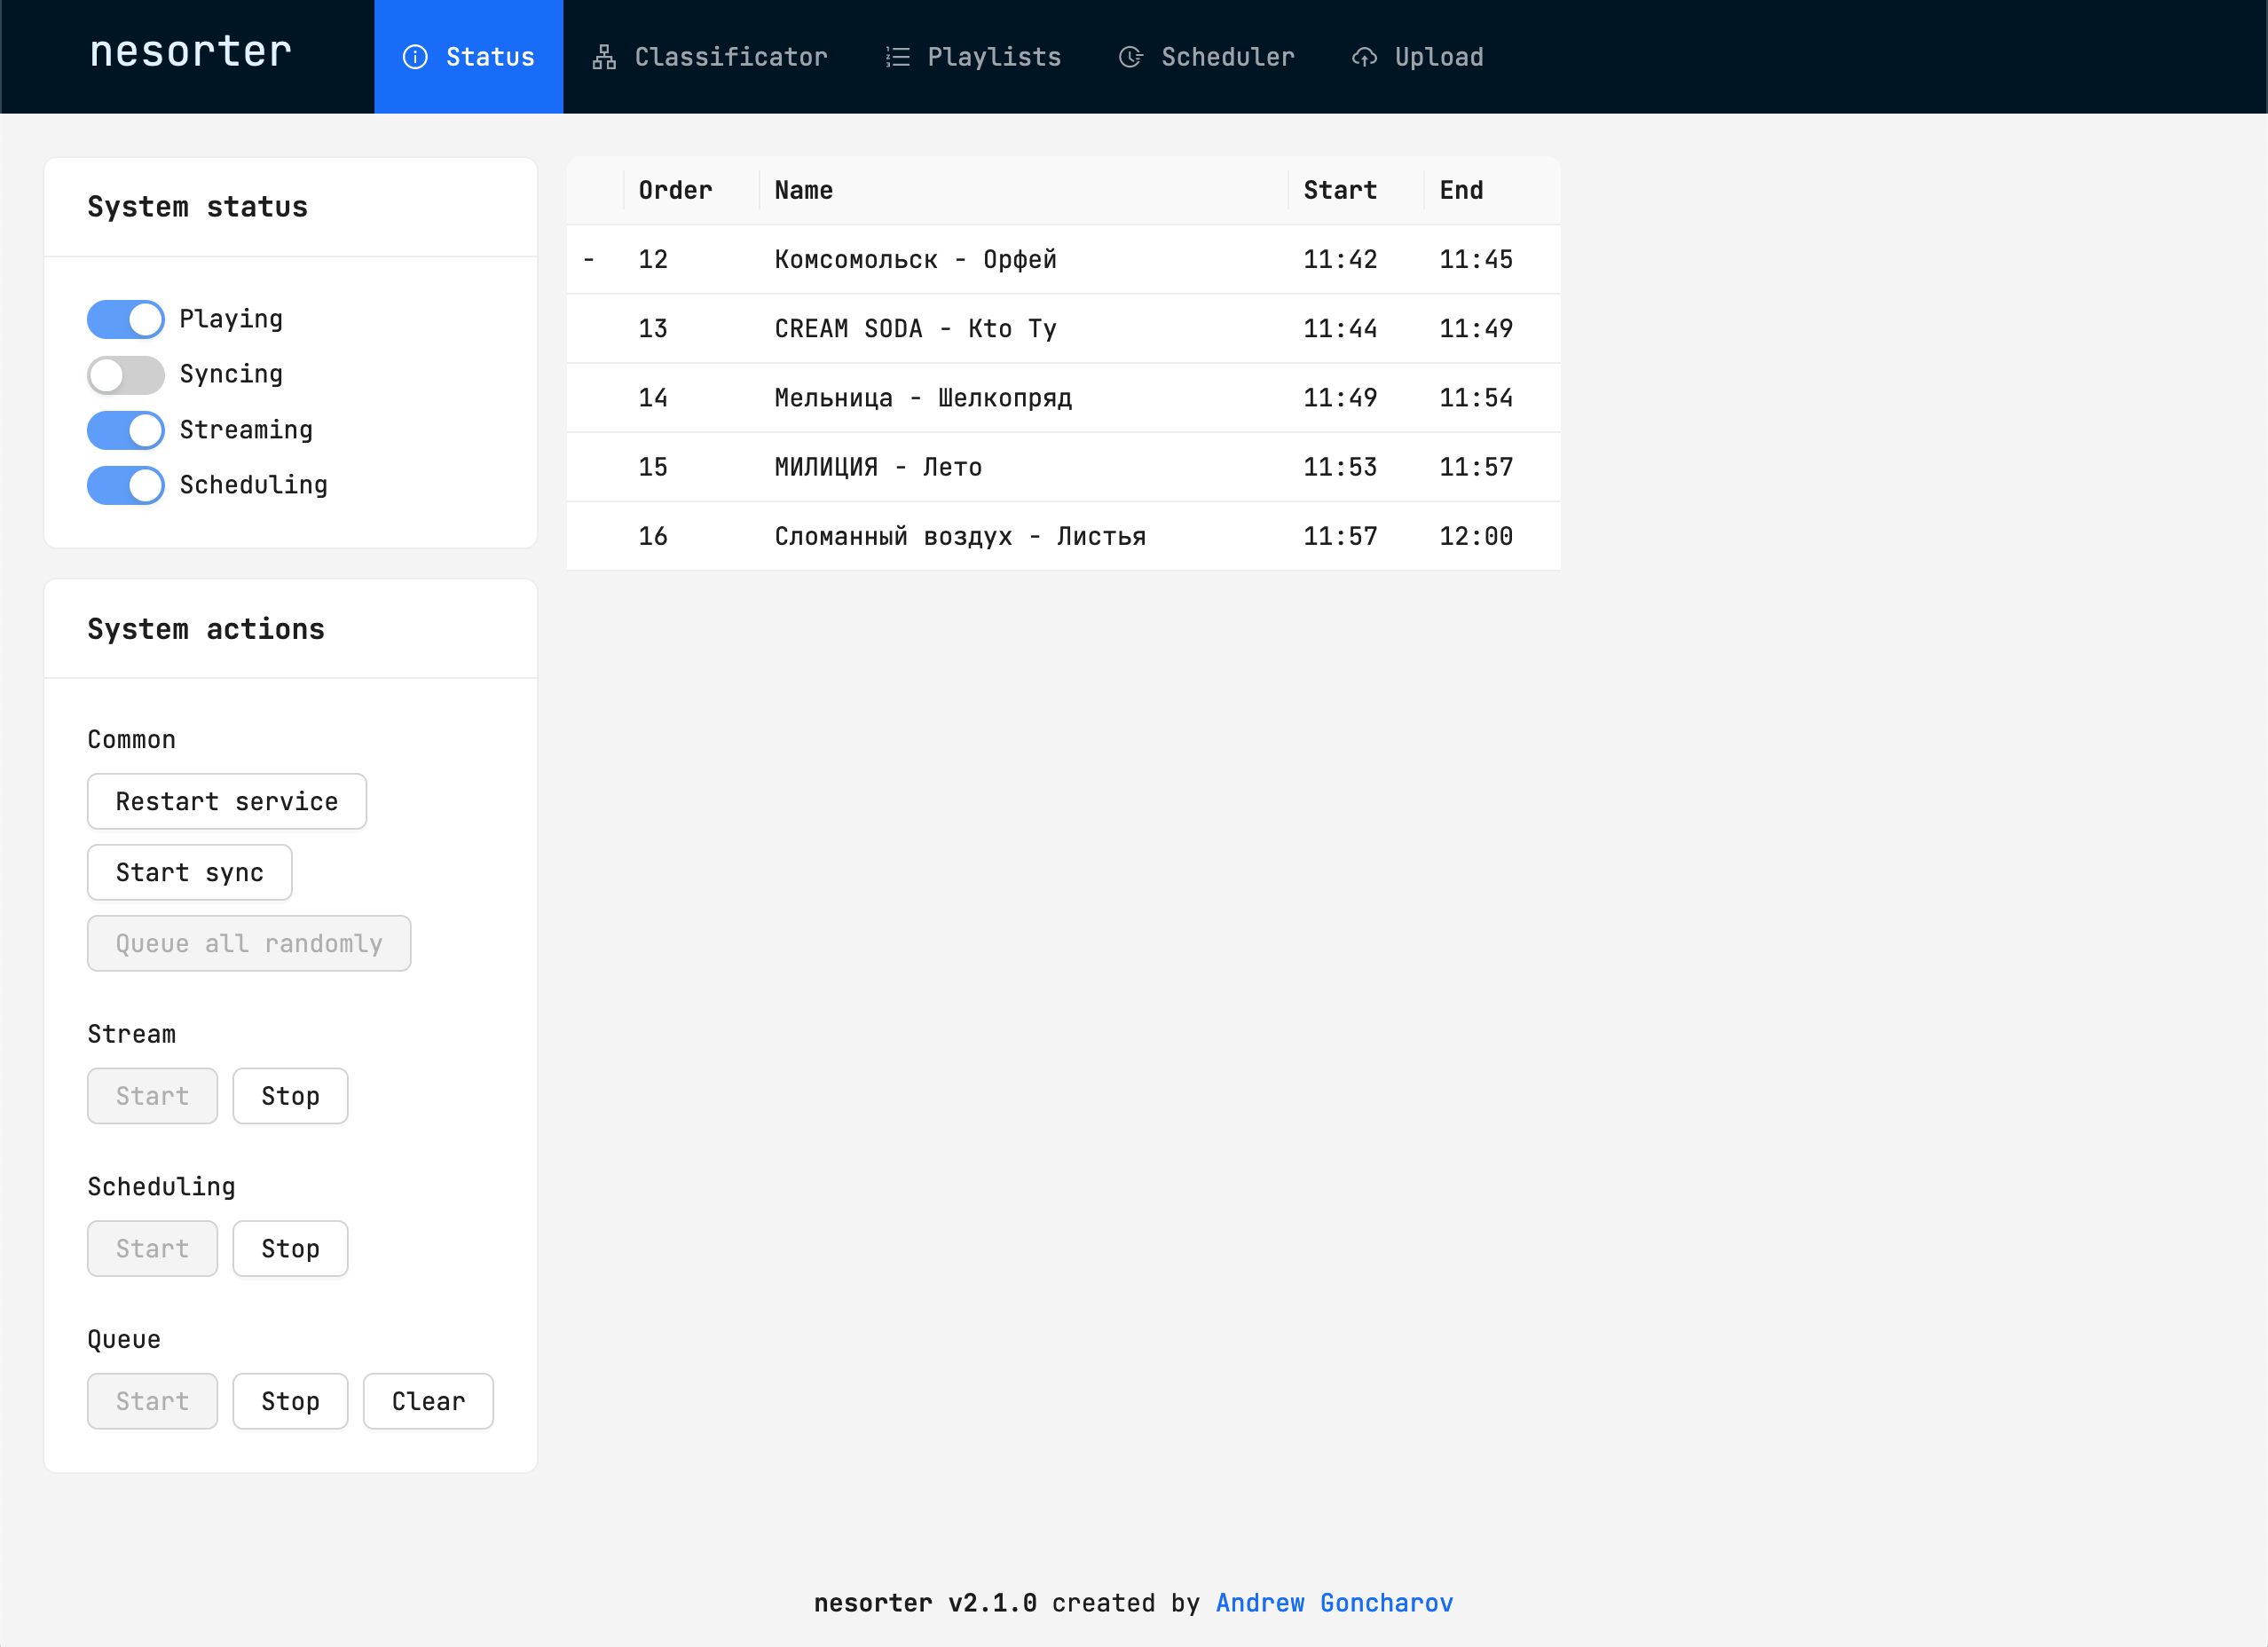 nesorter Status Classificator Playlists Scheduler Upload
System status
Playing
Syncing
Streaming
Scheduling
System actions
Common
Restart service
Start sync
Queue all randomly
Stream
Start Stop
Scheduling
Start Stop
Queue
Start Stop Clear
Order Name Start End
- 12 Комсомольск - Орфей 11:42 11:45
13 CREAM SODA - Кто Ту 11:44 11:49
14 Мельница - Шелкопряд 11:49 11:54
15 МИЛИЦИЯ - Лето 11:53 11:57
16 Сломанный воздух - Листья 11:57 12:00
nesorter v2.1.0 created by Andrew Goncharov